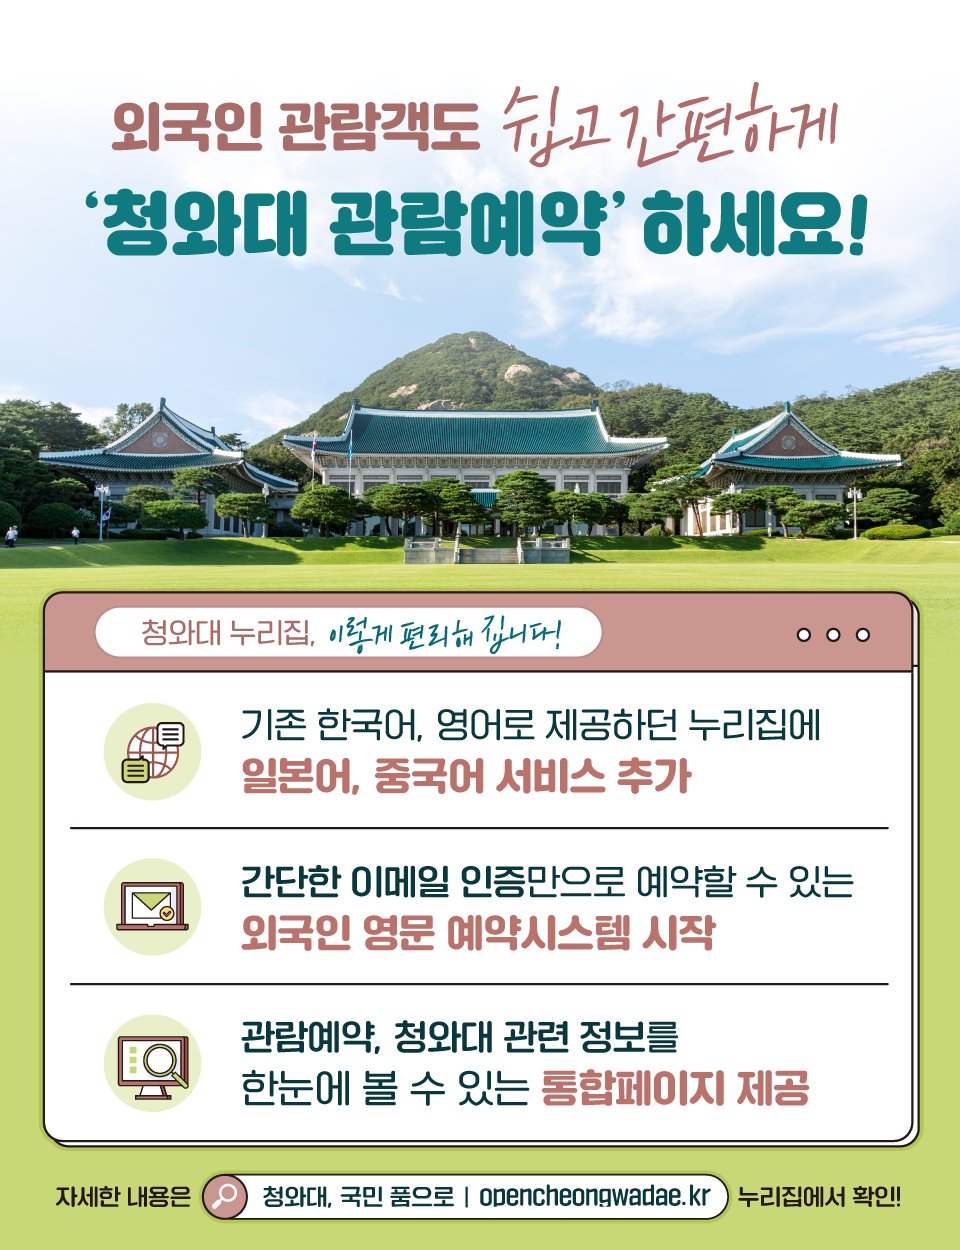 외국인 관람객도 쉽고 간편하게
‘청와대 관람예약’ 하세요!
청와대 누리집, 이렇게 편리해 집니다!
기존 한국어, 영어로 제공하던 누리집에
일본어, 중국어 서비스 추가
간단한 이메일 인증만으로 예약할 수 있는
외국인 영문 예약시스템 시작
관람예약, 청와대 관련 정보를
한눈에 볼 수 있는 통합페이지 제공
자세한 내용은 청와대, 국민 품으로 | opencheongwadae.kr 누리집에서 확인!